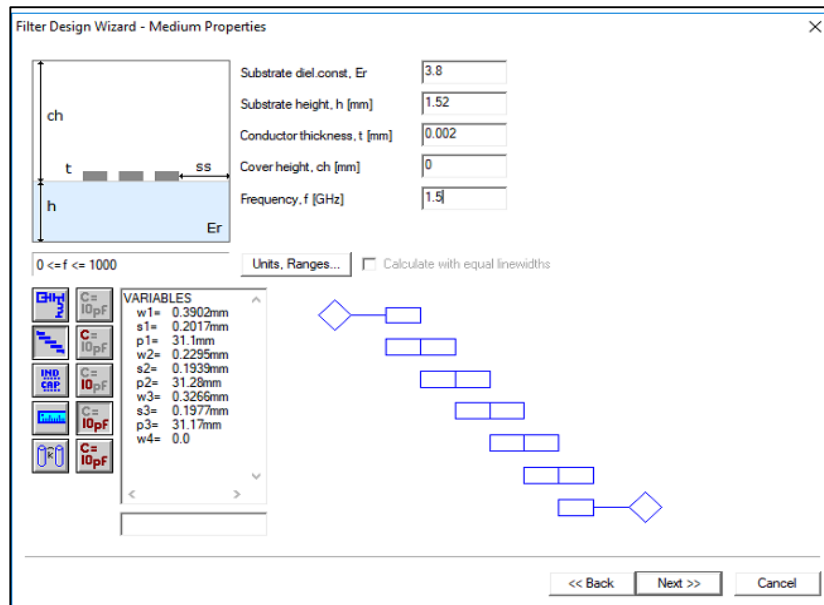 Filter Design Wizard - Medium Properties
ch
t
ss
h
Er
Substrate diel.const, Er
3.8
Substrate height, h [mm]
1.52
Conductor thickness, t [mm]
0.002
Cover height, ch [mm]
0
Frequency, f [GHz]
1.5
0 <=f <= 1000
Units, Ranges...
Calculate with equal linewidths
C=
10pF
C=
10pF
IND
CAP
C=
10pF
C=
10pF
k
C=
10pF
VARIABLES
w1= 0.3902mm
s1= 0.2017mm
p1= 31.1mm
w2= 0.2295mm
s2= 0.1939mm
p2= 31.28mm
w3= 0.3266mm
s3= 0.1977mm
p3= 31.17mm
w4= 0.0
<< Back
Next >>
Cancel